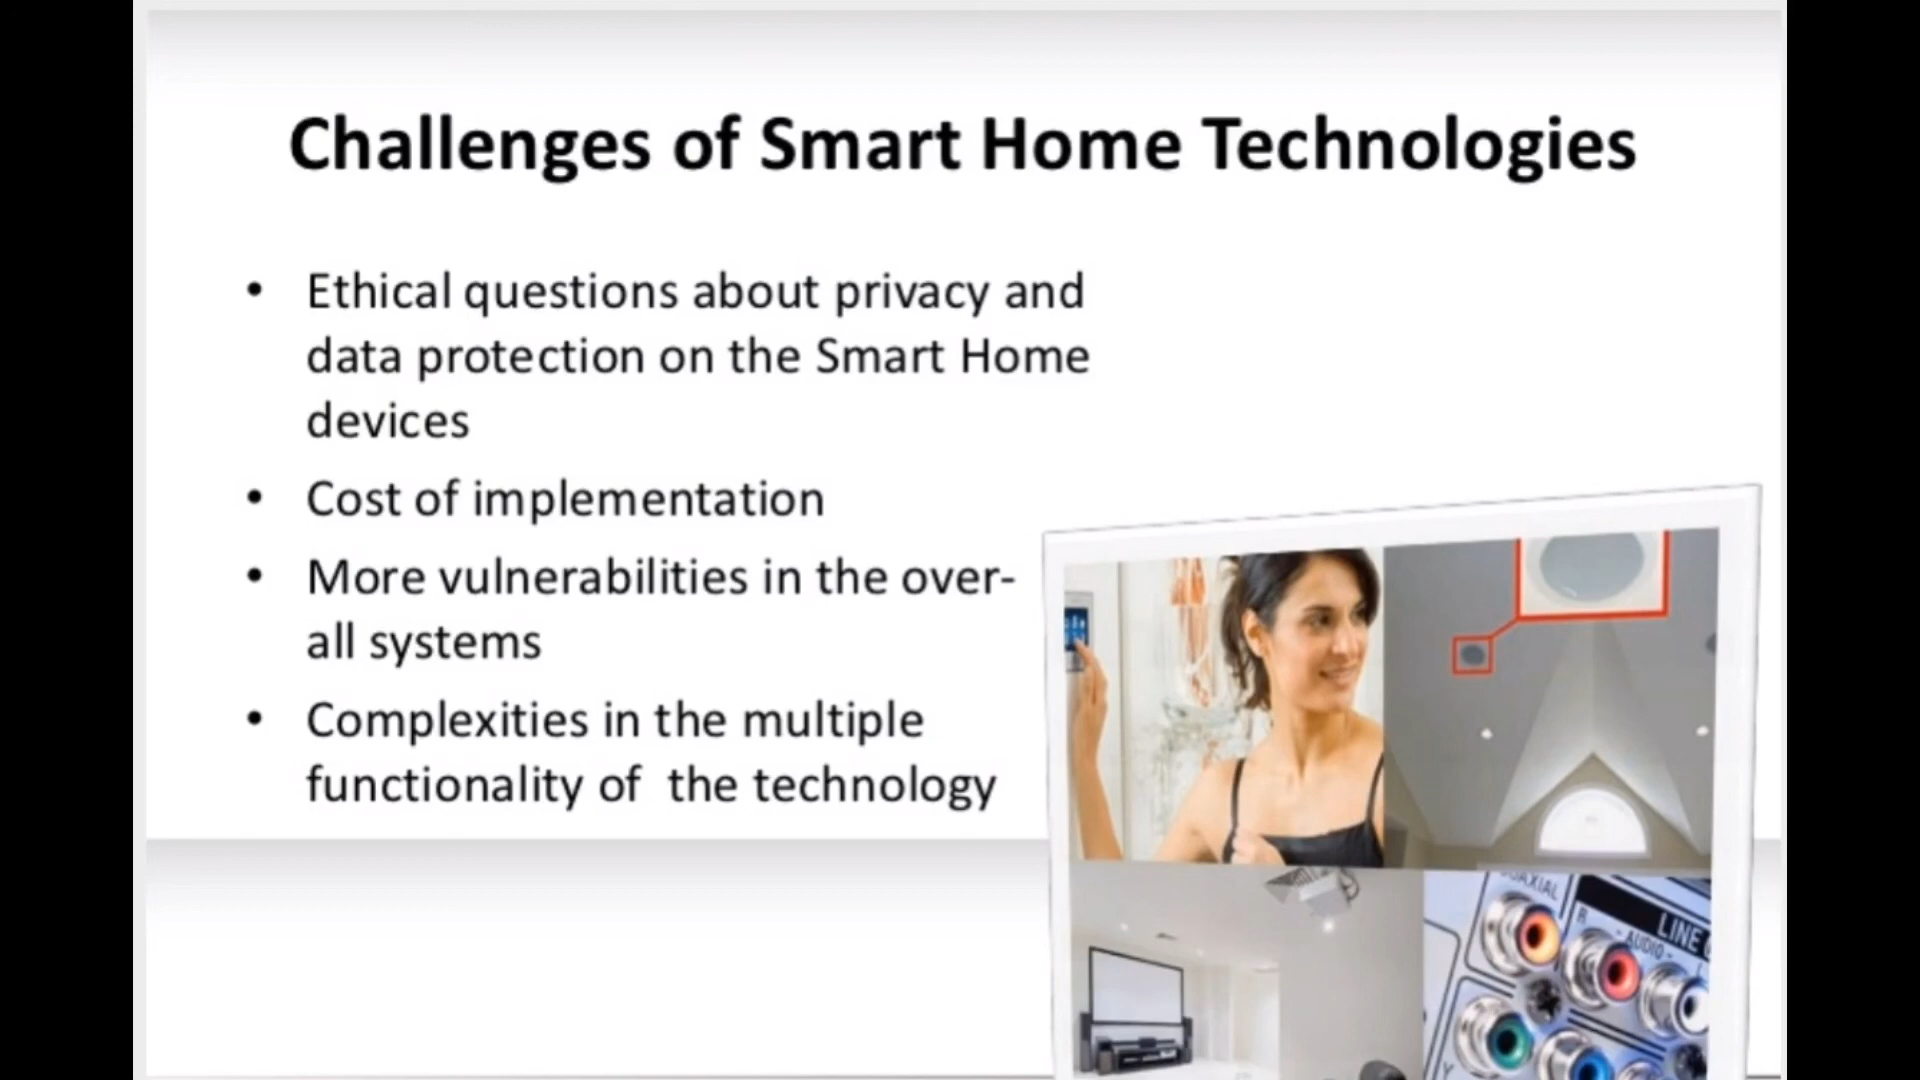 Challenges of Smart Home Technologies
• Ethical questions about privacy and
data protection on the Smart Home
devices
• Cost of implementation
• More vulnerabilities in the over-
all systems
• Complexities in the multiple
functionality of  the technology
COAXIAL
R
- AUDIO -
LINE